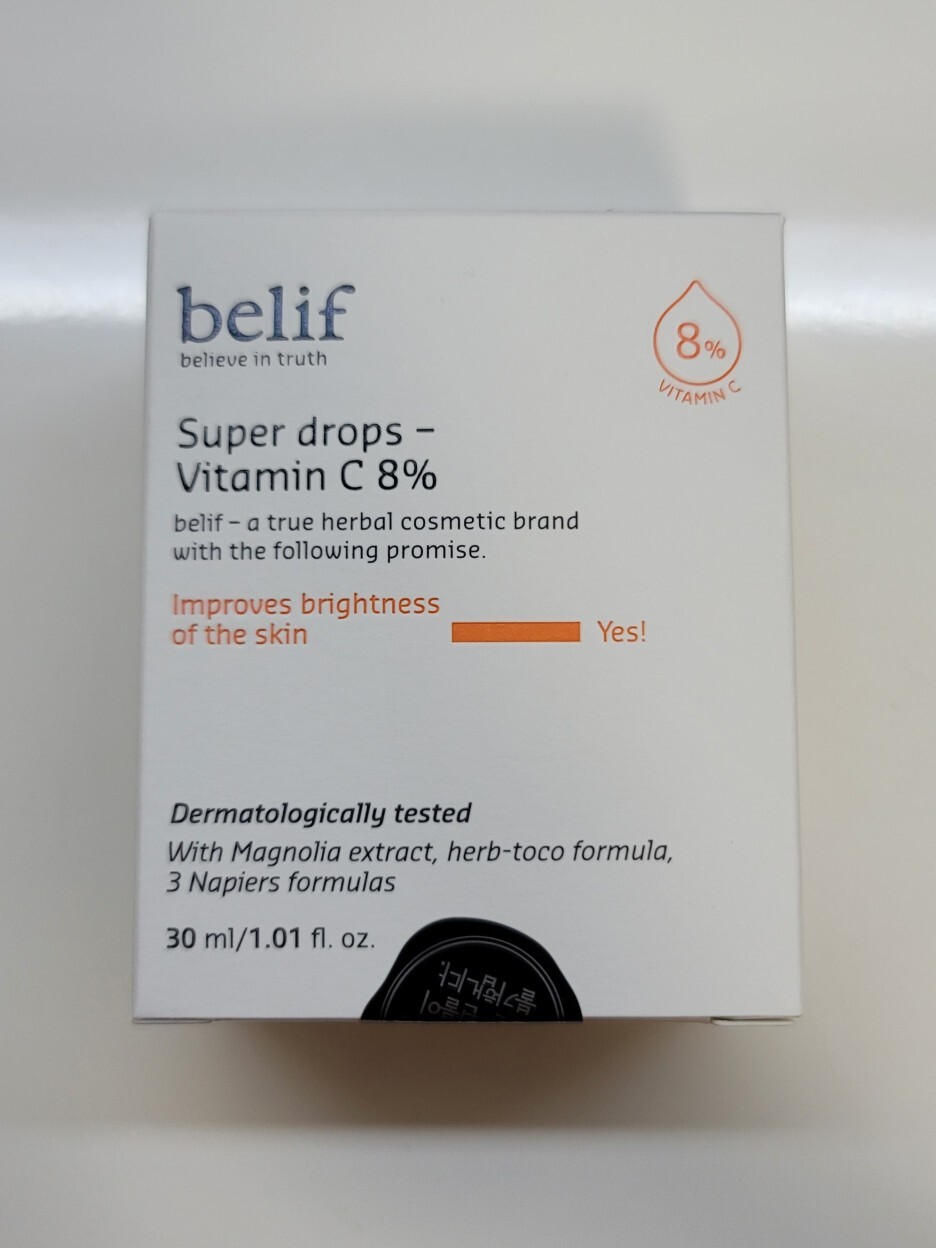 belif
believe in truth
8%
VITAMIN C
Super drops –
Vitamin C 8%
belif – a true herbal cosmetic brand
with the following promise.
Improves brightness
of the skin
Yes!
Dermatologically tested
With Magnolia extract, herb-toco formula,
3 Napiers formulas
30 ml/1.01 fl. oz.